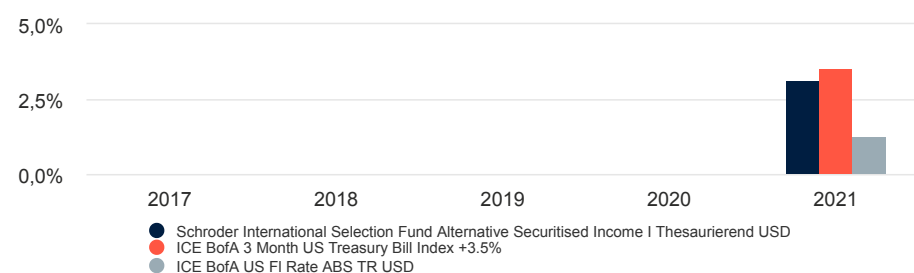 5,0%
2,5%
0,0%
2017 2018 2019 2020 2021
Schroder International Selection Fund Alternative Securitised Income I Thesaurierend USD
ICE BofA 3 Month US Treasury Bill Index +3.5%
ICE BofA US Fl Rate ABS TR USD